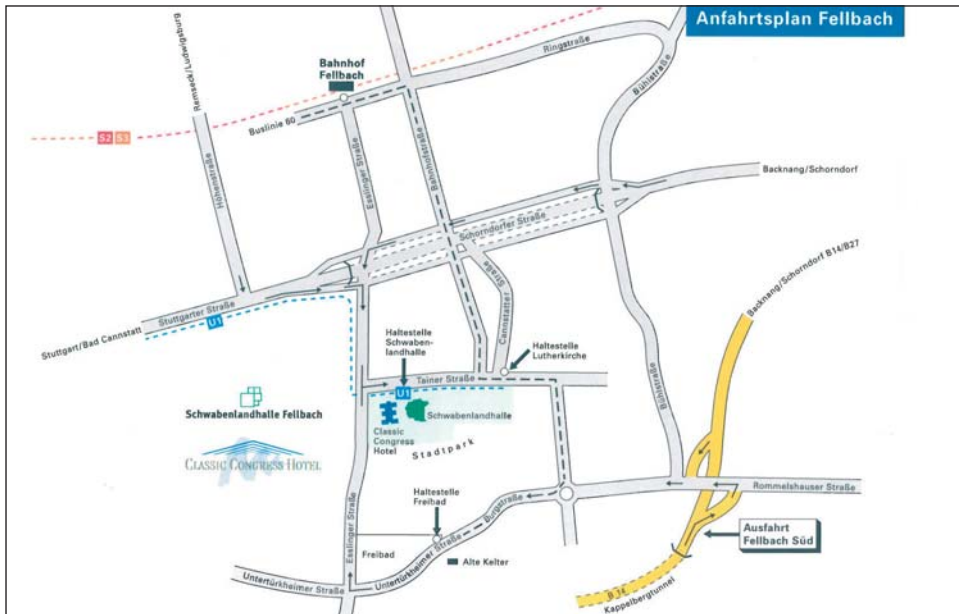 Anfahrtsplan Fellbach
Remseck/Ludwigsburg
Bahnhof
Fellbach
Ringstraße
Bühlstraße
Buslinie 60
S2 S3
Höhenstraße
Esslinger Straße
Bahnhofstraße
Backnang/Schorndorf
Schorndorfer Straße
Backnang/Schorndorf B14/B27
Stuttgarter Straße
U1
Stuttgart/Bad Cannstatt
Cannstatter
Straße
Haltestelle
Schwaben-
landhalle
Haltestelle
Lutherkirche
Tainer Straße
U1
Bühlstraße
Schwabenlandhalle Fellbach
Schwabenlandhalle
Classic
Congress
Hotel
Stadtpark
CLASSIC CONGRESS HOTEL
Haltestelle
Freibad
Burgstraße
Rommelshauser Straße
Esslinger Straße
Freibad
Untertürkheimer Straße
Alte Kelter
Ausfahrt
Fellbach Süd
Untertürkheimer Straße
B 14
Kappelbergtunnel